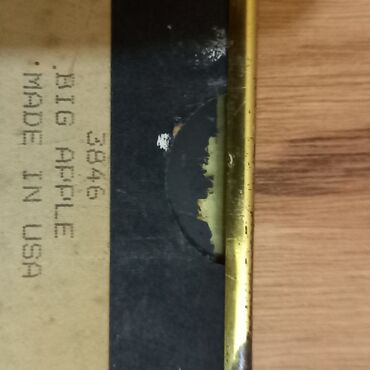 3846
.BIG APPLE
.MADE IN USA